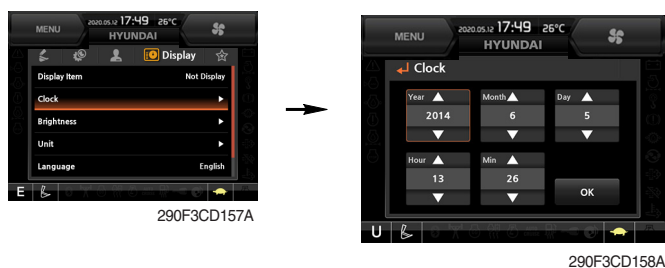 MENU
2020.05.12 17:49 26°C
HYUNDAI
Display
Display Item Not Display
Clock
Brightness
Unit
Language English
E
290F3CD157A
MENU
2020.05.12 17:49 26°C
HYUNDAI
Clock
Year Month Day
2014 6 5
Hour Min
13 26
OK
U
290F3CD158A